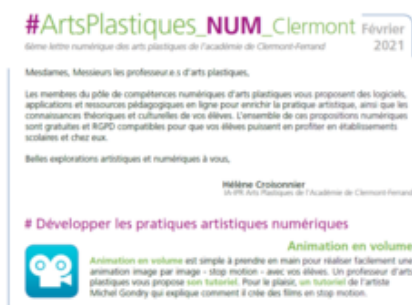 #ArtsPlastiques_NUM_Clermont Février 2021
6ème lettre numérique des arts plastiques de l'académie de Clermont-Ferrand
Mesdames, Messieurs les professeur.e.s d'arts plastiques,
Les membres du pôle de compétences numériques d'arts plastiques vous proposent des logiciels,
applications et ressources pédagogiques en ligne pour enrichir la pratique artistique, ainsi que les
connaissances théoriques et culturelles de vos élèves. L'ensemble de ces propositions numériques
sont gratuites et RGPD compatibles pour que vos élèves puissent en profiter en établissements
scolaires et chez eux.
Belles explorations artistiques et numériques à vous,
Hélène Croisonnier
IA-IPR Arts Plastiques de l'Académie de Clermont-Ferrand
# Développer les pratiques artistiques numériques
Animation en volume
Animation en volume est simple à prendre en main pour réaliser facilement une
animation image par image - stop motion - avec vos élèves. Un professeur d'arts
plastiques vous propose son tutoriel. Pour le plaisir, un tutoriel de l'artiste
Michel Gondry qui explique comment il crée des films en stop motion.